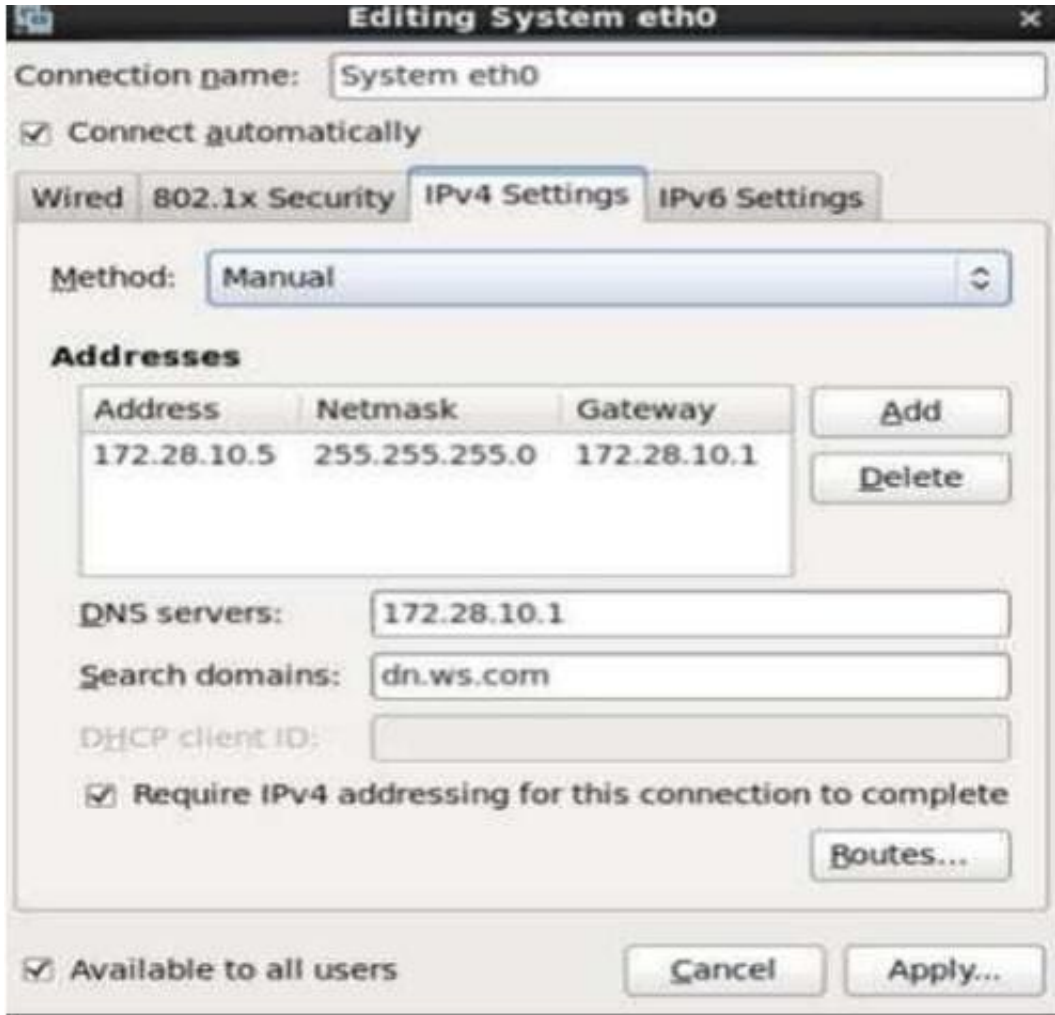 Editing System eth0
Connection name: System eth0
Connect automatically
Wired 802.1x Security IPv4 Settings IPv6 Settings
Method: Manual
Addresses
Address Netmask Gateway Add
172.28.10.5 255.255.255.0 172.28.10.1
Delete
DNS servers: 172.28.10.1
Search domains: dn.ws.com
DHCP client ID:
Require IPv4 addressing for this connection to complete
Routes...
Available to all users Cancel Apply...